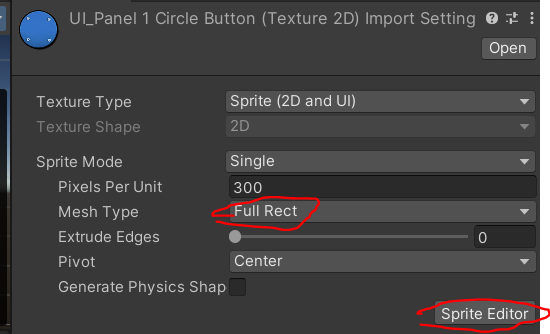 UI_Panel 1 Circle Button (Texture 2D) Import Setting
Open
Texture Type Sprite (2D and UI)
Texture Shape 2D
Sprite Mode Single
Pixels Per Unit 300
Mesh Type Full Rect
Extrude Edges 0
Pivot Center
Generate Physics Shap
Sprite Editor